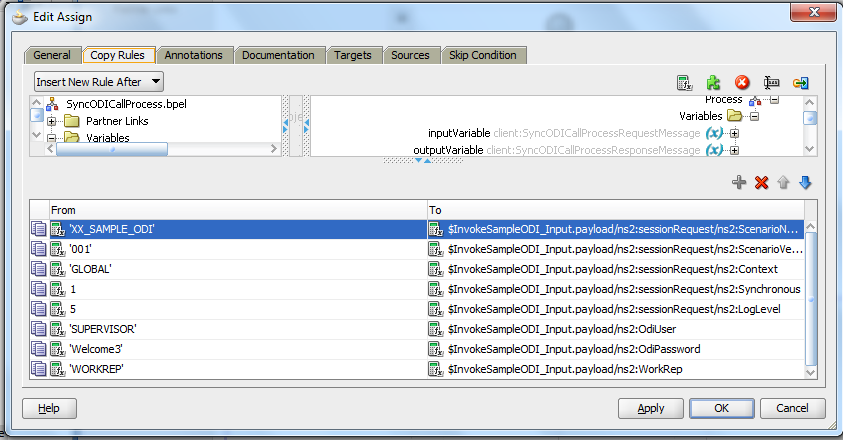 Edit Assign
General Copy Rules Annotations Documentation Targets Sources Skip Condition
Insert New Rule After
SyncODICallProcess.bpel
Partner Links
Variables
Process
Variables
inputVariable client:SyncODICallProcessRequestMessage
outputVariable client:SyncODICallProcessResponseMessage
From To
'XX_SAMPLE_ODI' $InvokeSampleODI_Input.payload/ns2:sessionRequest/ns2:ScenarioN...
'001' $InvokeSampleODI_Input.payload/ns2:sessionRequest/ns2:ScenarioVe...
'GLOBAL' $InvokeSampleODI_Input.payload/ns2:sessionRequest/ns2:Context
1 $InvokeSampleODI_Input.payload/ns2:sessionRequest/ns2:Synchronous
5 $InvokeSampleODI_Input.payload/ns2:sessionRequest/ns2:LogLevel
'SUPERVISOR' $InvokeSampleODI_Input.payload/ns2:OdiUser
'Welcome3' $InvokeSampleODI_Input.payload/ns2:OdiPassword
'WORKREP' $InvokeSampleODI_Input.payload/ns2:WorkRep
Help Apply OK Cancel